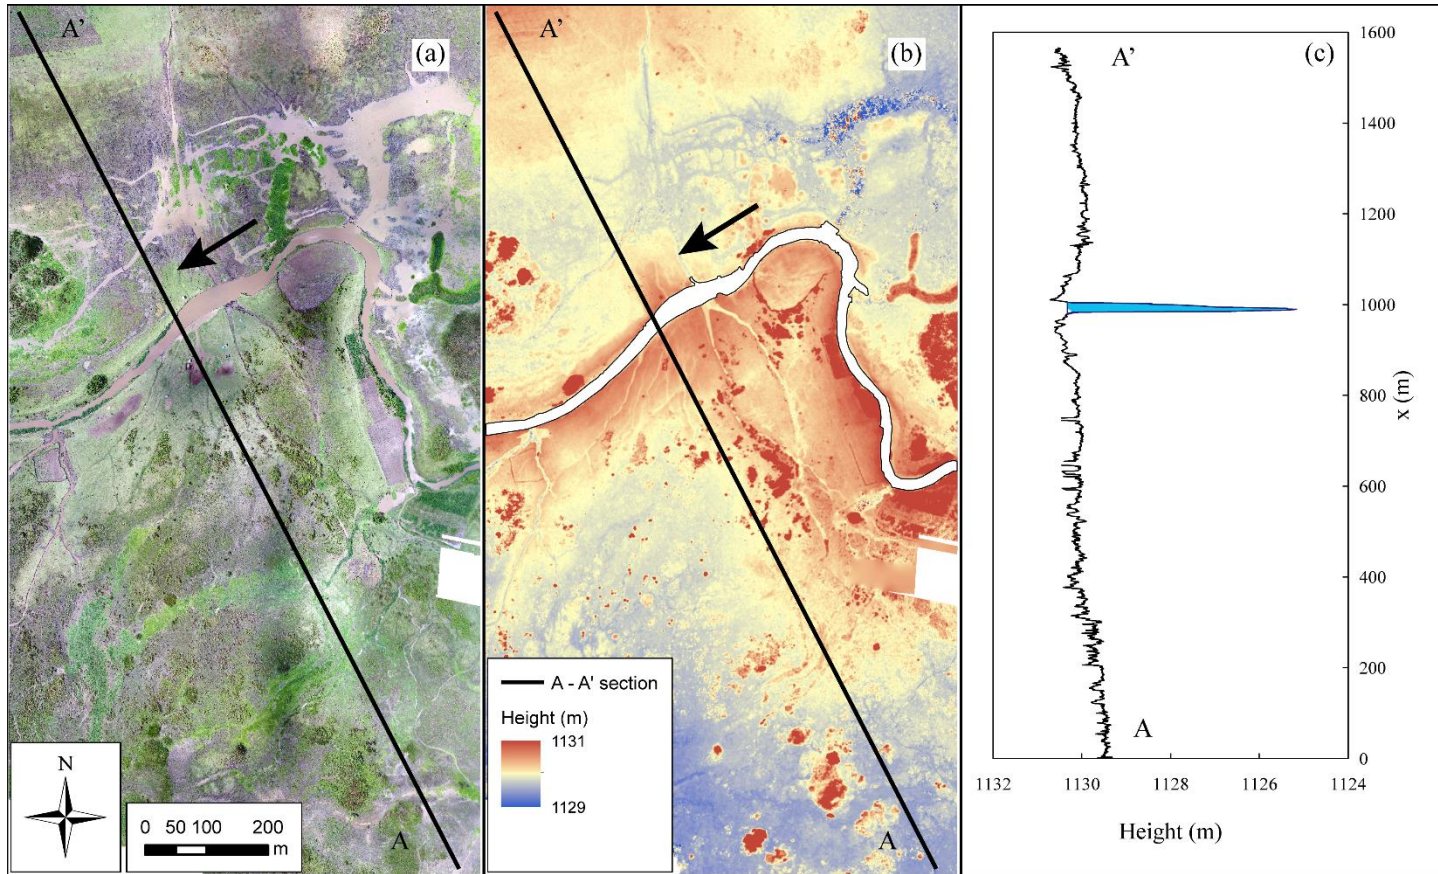 A'
(a)
A
N
0 50 100 200
m
A'
(b)
A - A' section
Height (m)
1131
1129
A
(c)
A'
A
1600
1400
1200
1000
800
600
400
200
0
x (m)
1132 1130 1128 1126 1124
Height (m)